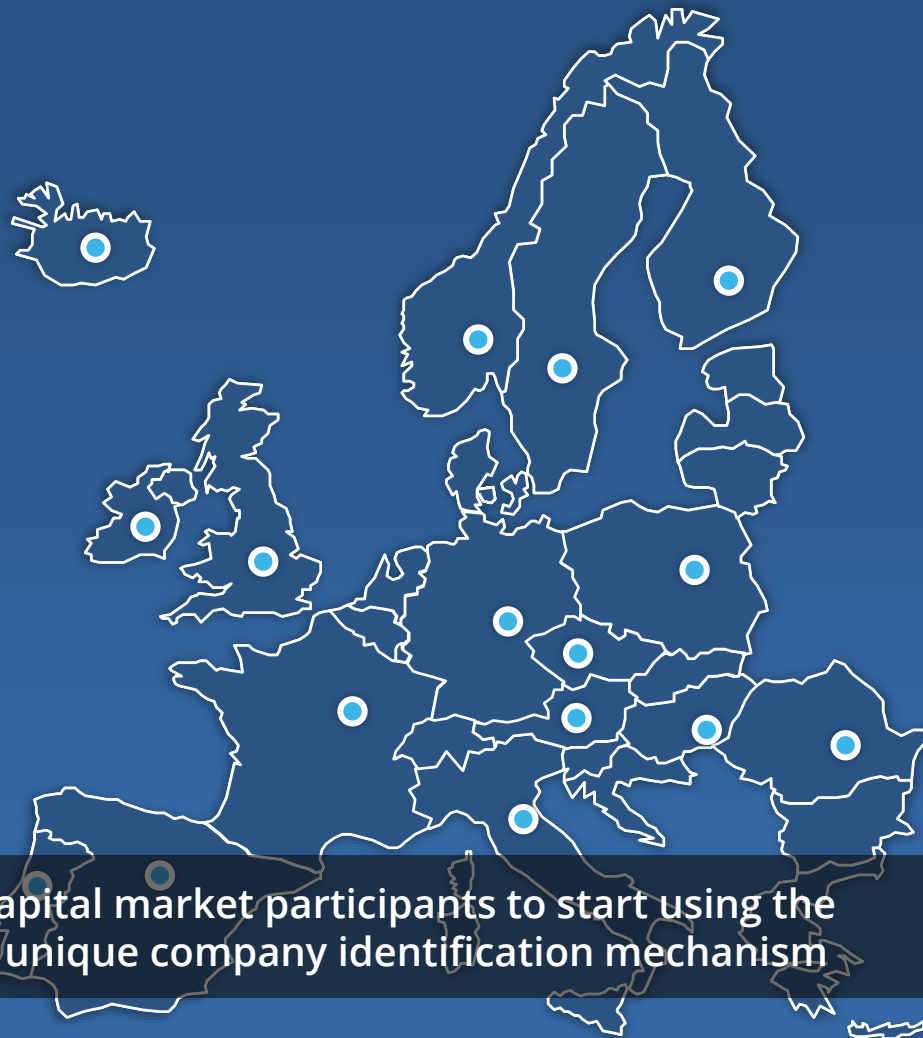 apital market participants to start using the
unique company identification mechanism